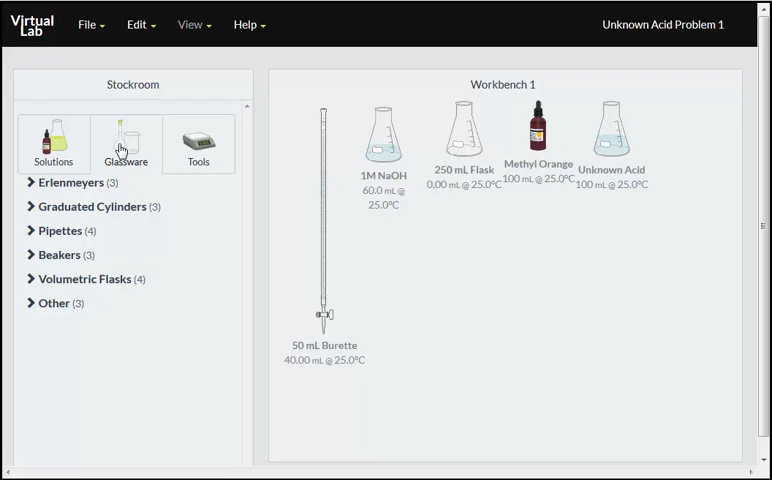 Virtual Lab
File
Edit
View
Help
Unknown Acid Problem 1
Stockroom
Solutions
Glassware
Tools
Erlenmeyers (3)
Graduated Cylinders (3)
Pipettes (4)
Beakers (3)
Volumetric Flasks (4)
Other (3)
Workbench 1
50 mL Burette
40.00 mL @ 25.0°C
1M NaOH
60.0 mL @
25.0°C
250 mL Flask
0.00 mL @ 25.0°C
Methyl Orange
100 mL @ 25.0°C
Unknown Acid
100 mL @ 25.0°C